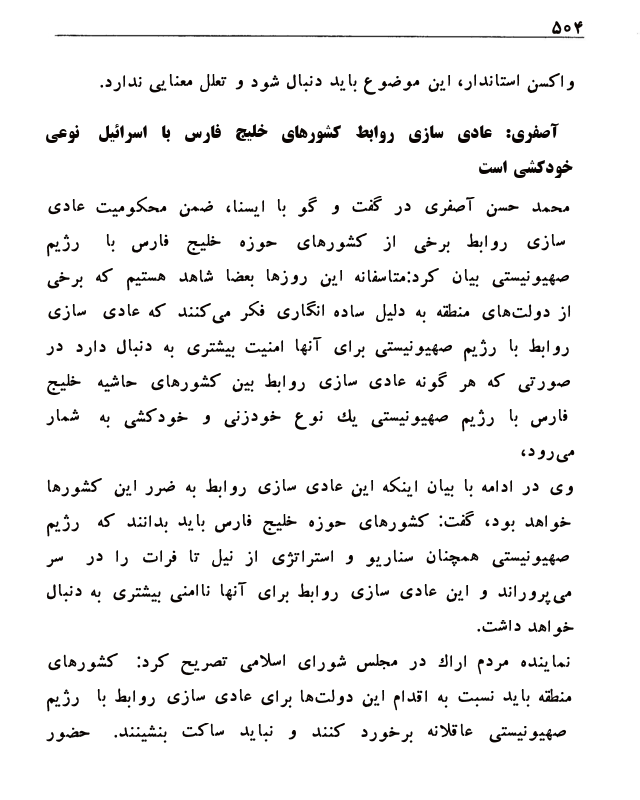 ۵۰۴
واکسن استاندار، این موضوع باید دنبال شود و تعلل معنایی ندارد.
آصفری: عادی سازی روابط کشورهای خلیج فارس با اسرائیل نوعی
خودکشی است
محمد حسن آصفری در گفت و گو با ایسنا، ضمن محکومیت عادی
سازی روابط برخی از کشورهای حوزه خلیج فارس با رژیم
صهیونیستی بیان کرد:متاسفانه این روزها بعضا شاهد هستیم که برخی
از دولت‌های منطقه به دلیل ساده انگاری فکر می‌کنند که عادی سازی
روابط با رژیم صهیونیستی برای آنها امنیت بیشتری به دنبال دارد در
صورتی که هر گونه عادی سازی روابط بین کشورهای حاشیه خلیج
فارس با رژیم صهیونیستی یك نوع خودزنی و خودکشی به شمار
می‌رود،
وی در ادامه با بیان اینکه این عادی سازی روابط به ضرر این کشورها
خواهد بود، گفت: کشورهای حوزه خلیج فارس باید بدانند که رژیم
صهیونیستی همچنان سناریو و استراتژی از نیل تا فرات را در سر
می‌پروراند و این عادی سازی روابط برای آنها ناامنی بیشتری به دنبال
خواهد داشت.
نماینده مردم اراك در مجلس شورای اسلامی تصریح کرد: کشورهای
منطقه باید نسبت به اقدام این دولت‌ها برای عادی سازی روابط با رژیم
صهیونیستی عاقلانه برخورد کنند و نباید ساکت بنشینند. حضور